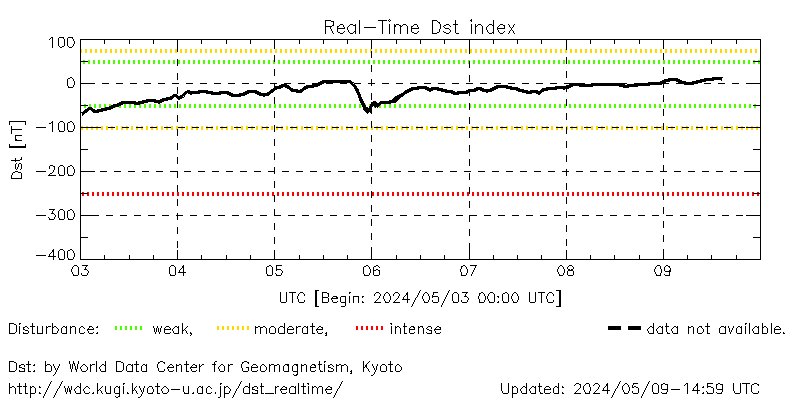 Real-Time Dst index
100
0
-100
-200
-300
-400
Dst [nT]
03 04 05 06 07 08 09
UTC [Begin: 2024/05/03 00:00 UTC]
Disturbance: weak, moderate, intense data not available.
Dst: by World Data Center for Geomagnetism, Kyoto
http://wdc.kugi.kyoto-u.ac.jp/dst_realtime/ Updated: 2024/05/09-14:59 UTC